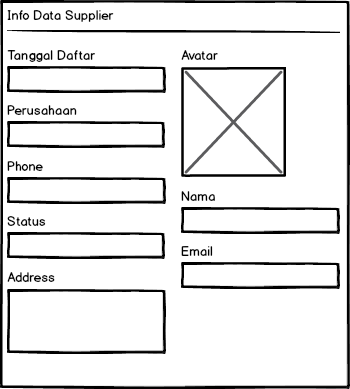 Info Data Supplier
Tanggal Daftar
Perusahaan
Phone
Status
Address
Avatar
Nama
Email